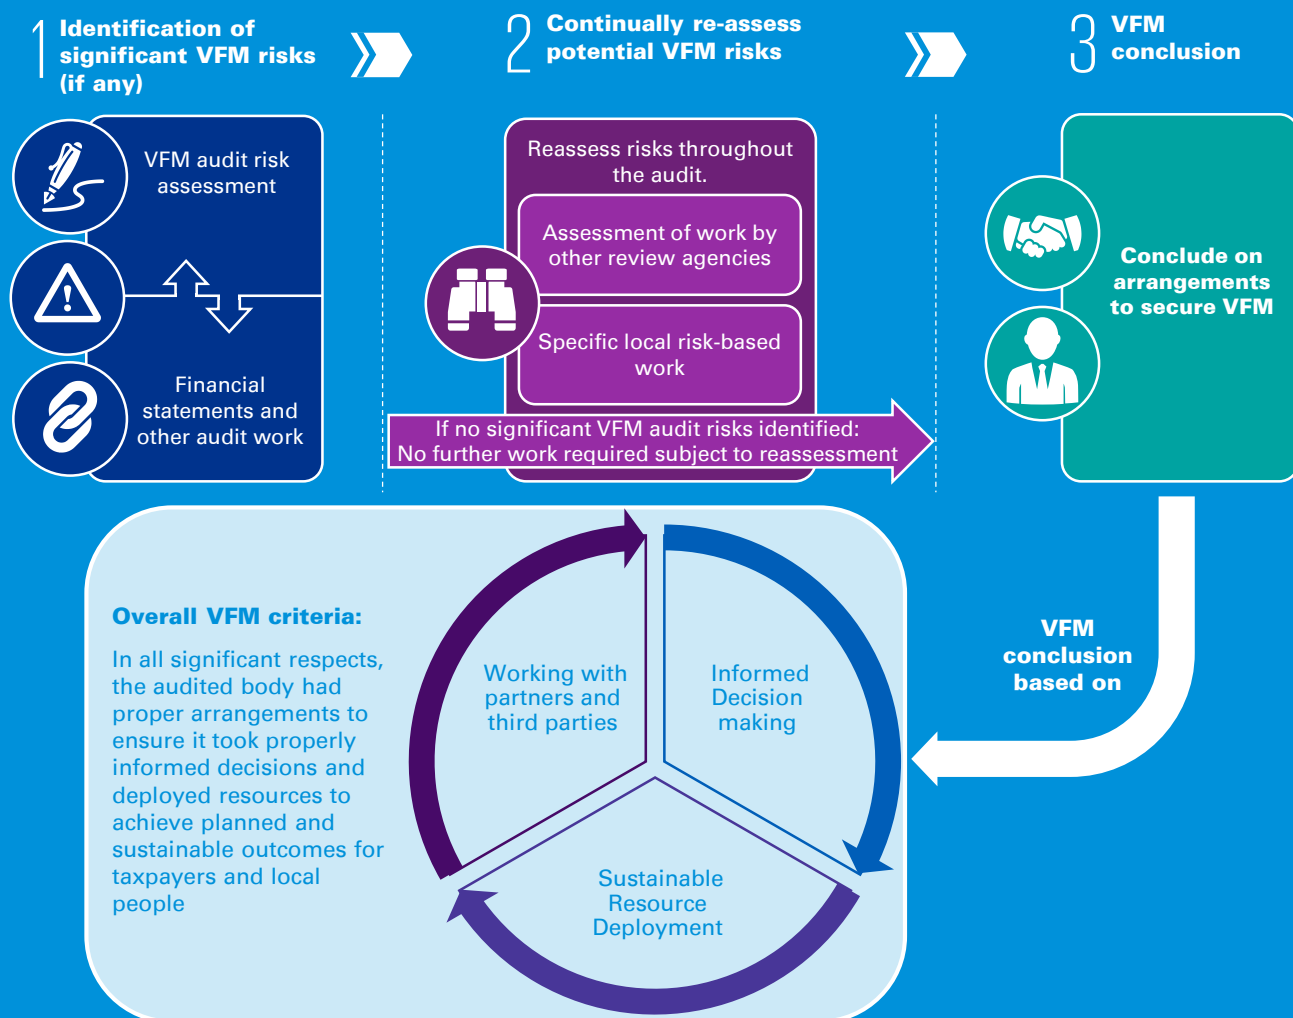 1 Identification of
significant VFM risks
(if any)
2 Continually re-assess
potential VFM risks
3 VFM
conclusion
VFM audit risk
assessment
Financial
statements and
other audit work
Reassess risks throughout
the audit.
Assessment of work by
other review agencies
Specific local risk-based
work
If no significant VFM audit risks identified:
No further work required subject to reassessment
Conclude on
arrangements
to secure VFM
VFM
conclusion
based on
Overall VFM criteria:
In all significant respects,
the audited body had
proper arrangements to
ensure it took properly
informed decisions and
deployed resources to
achieve planned and
sustainable outcomes for
taxpayers and local
people
Working with
partners and
third parties
Informed
Decision
making
Sustainable
Resource
Deployment